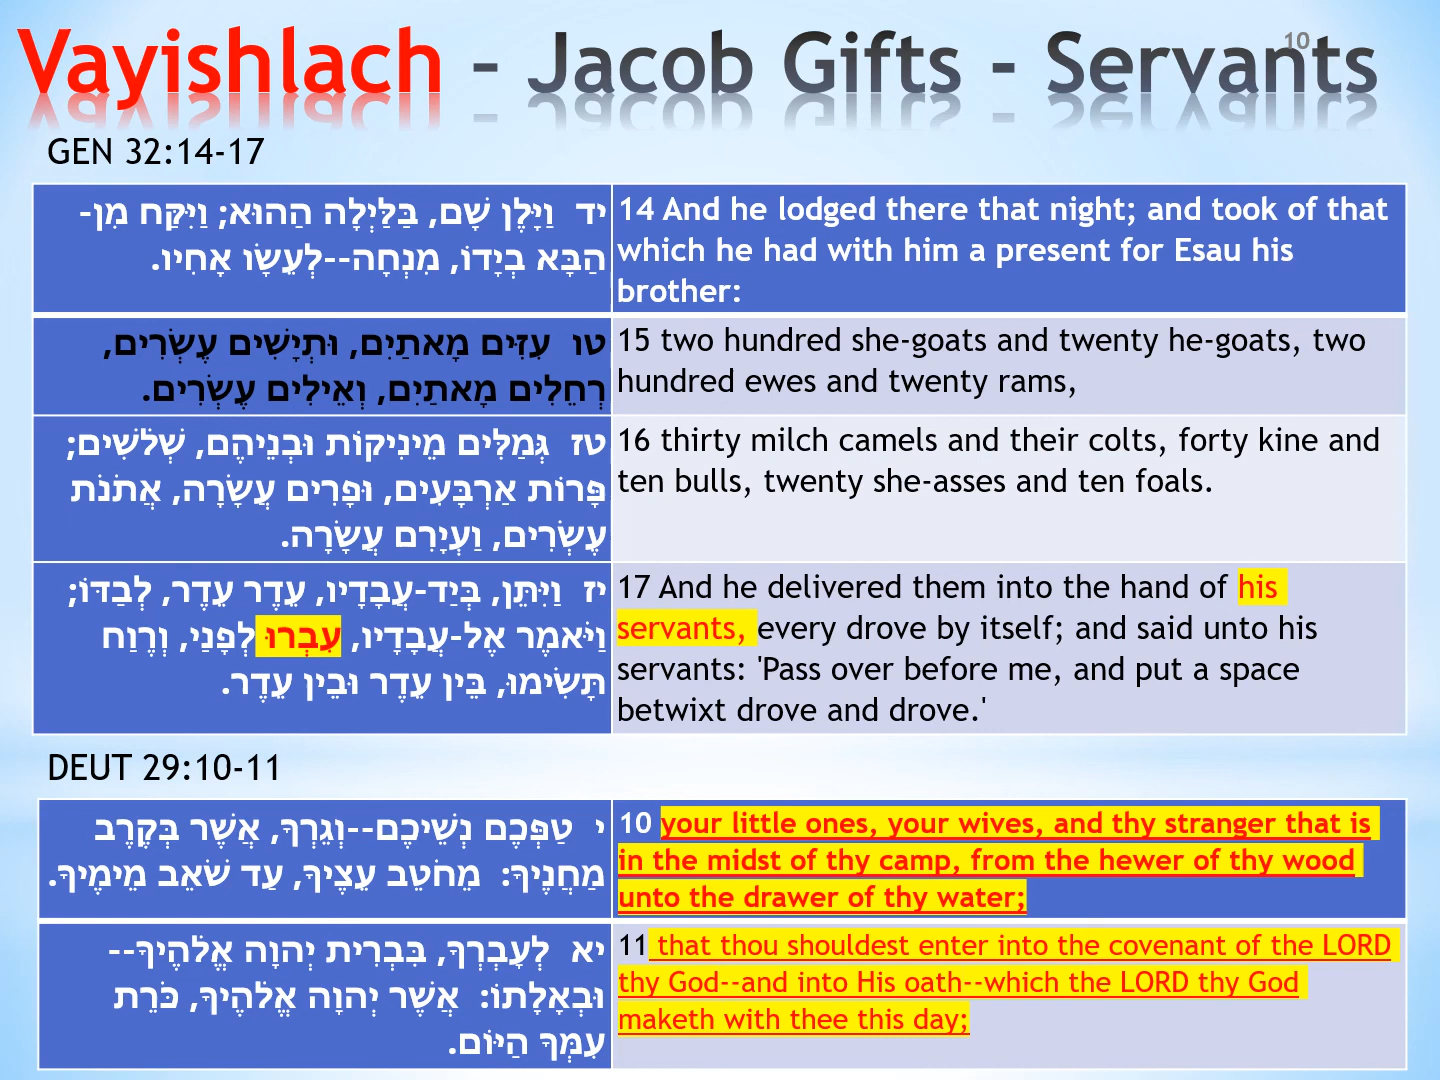 Vayishlach - Jacob Gifts - Servants
10
GEN 32:14-17
יד וַיָּלֶן שָׁם, בַּלַּיְלָה הַהוּא; וַיִּקַּח מִן-
הַבָּא בְיָדוֹ, מִנְחָה--לְעֵשָׂו אָחִיו.
14 And he lodged there that night; and took of that
which he had with him a present for Esau his
brother:
טו עִזִּים מָאתַיִם, וּתְיָשִׁים עֶשְׂרִים,
רְחֵלִים מָאתַיִם, וְאֵילִים עֶשְׂרִים.
15 two hundred she-goats and twenty he-goats, two
hundred ewes and twenty rams,
טז גְּמַלִּים מֵינִיקוֹת וּבְנֵיהֶם, שְׁלֹשִׁים;
פָּרוֹת אַרְבָּעִים, וּפָרִים עֲשָׂרָה, אֲתֹנֹת
עֶשְׂרִים, וַעְיָרִם עֲשָׂרָה.
16 thirty milch camels and their colts, forty kine and
ten bulls, twenty she-asses and ten foals.
יז וַיִּתֵּן, בְּיַד-עֲבָדָיו, עֵדֶר עֵדֶר, לְבַדּוֹ;
וַיֹּאמֶר אֶל-עֲבָדָיו, עִבְרוּ לְפָנַי, וְרֶוַח
תָּשִׂימוּ, בֵּין עֵדֶר וּבֵין עֵדֶר.
17 And he delivered them into the hand of his
servants, every drove by itself; and said unto his
servants: 'Pass over before me, and put a space
betwixt drove and drove.'
DEUT 29:10-11
י טַפְּכֶם נְשֵׁיכֶם--וְגֵרְךָ, אֲשֶׁר בְּקֶרֶב
מַחֲנֶיךָ: מֵחֹטֵב עֵצֶיךָ, עַד שֹׁאֵב מֵימֶיךָ.
10 your little ones, your wives, and thy stranger that is
in the midst of thy camp, from the hewer of thy wood
unto the drawer of thy water;
יא לְעָבְרְךָ, בִּבְרִית יְהוָה אֱלֹהֶיךָ--
וּבְאָלָתוֹ: אֲשֶׁר יְהוָה אֱלֹהֶיךָ, כֹּרֵת
עִמְּךָ הַיּוֹם.
11 that thou shouldest enter into the covenant of the LORD
thy God--and into His oath--which the LORD thy God
maketh with thee this day;